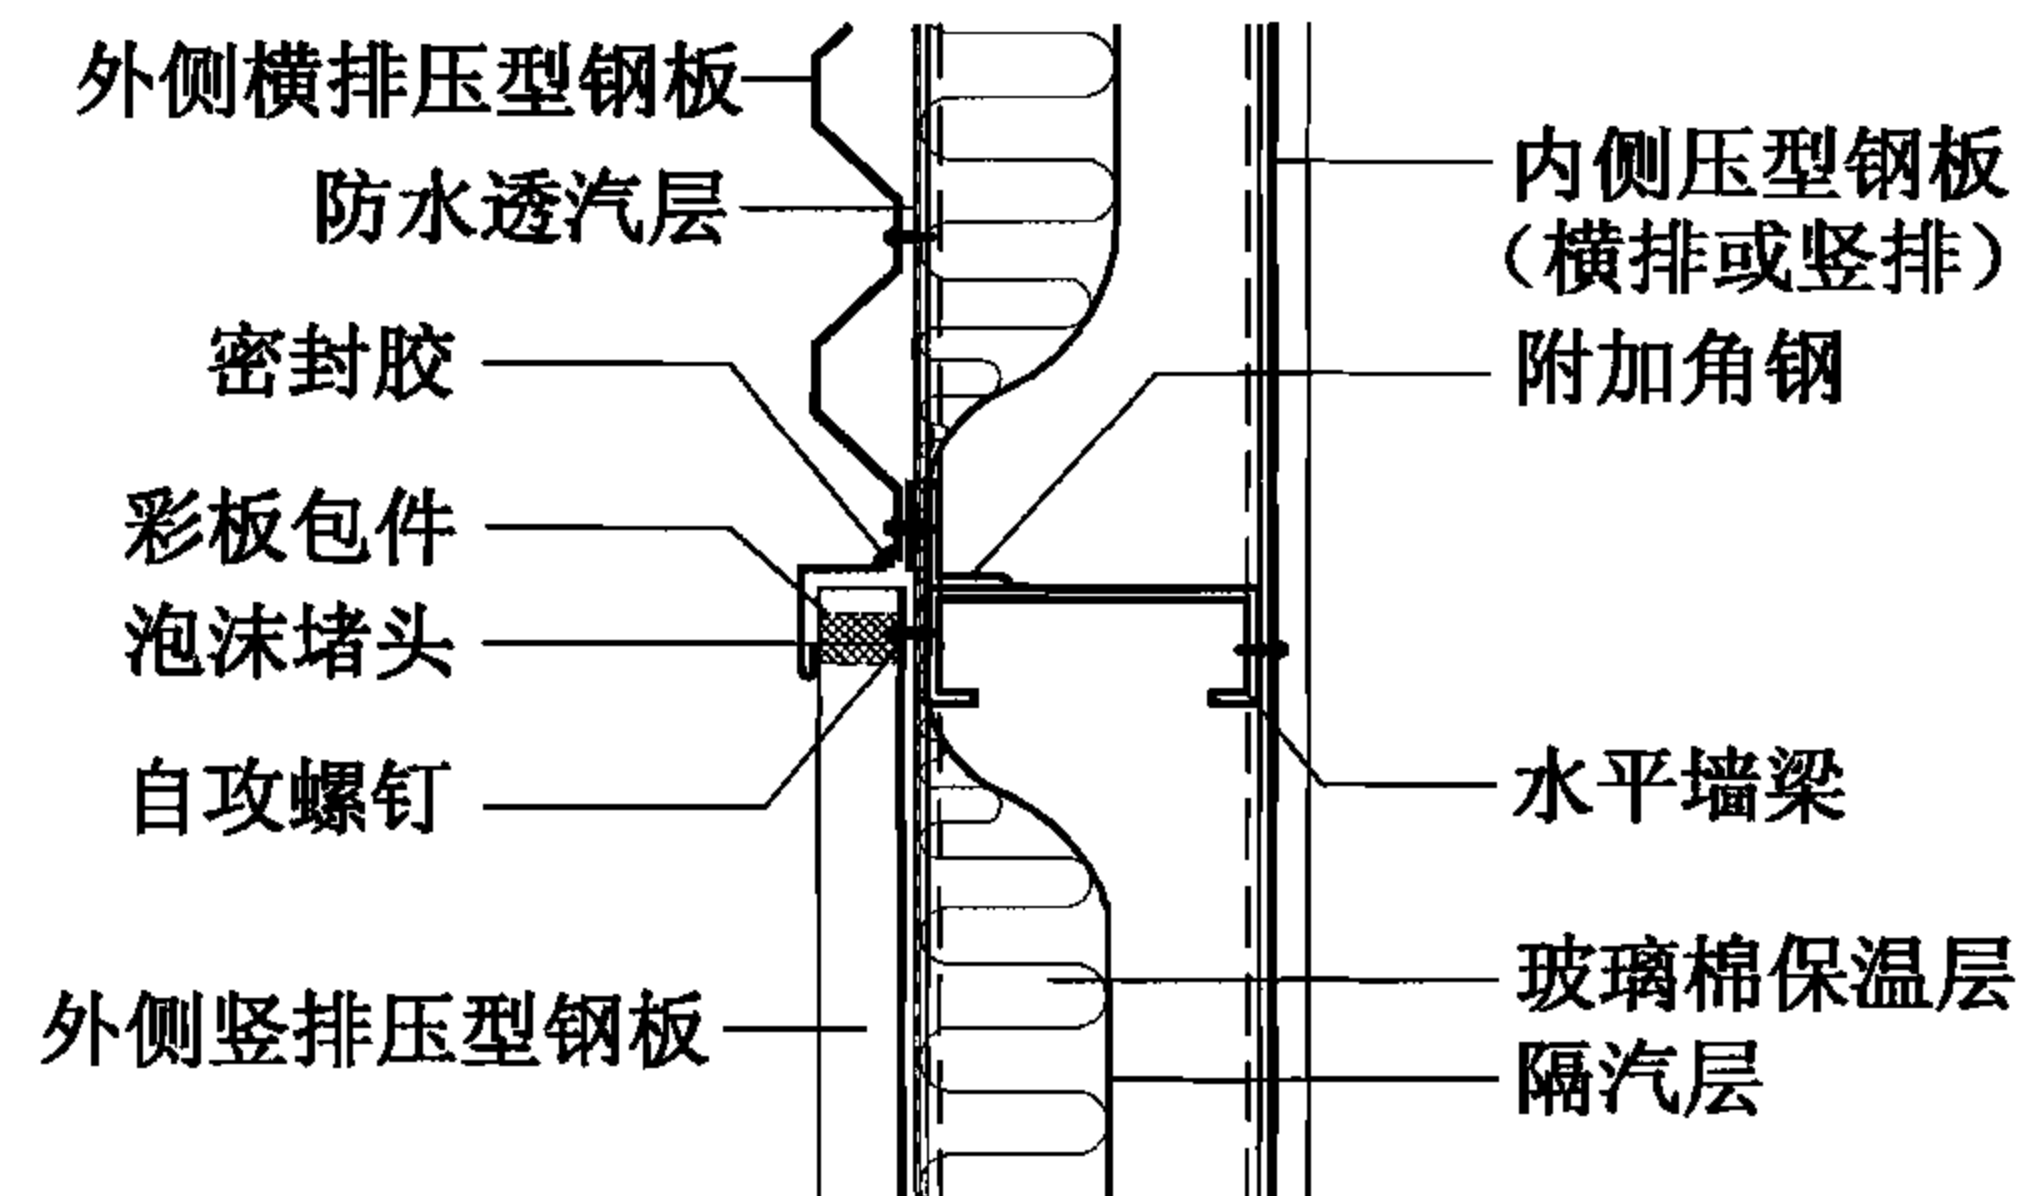 外侧横排压型钢板
防水透汽层
密封胶
彩板包件
泡沫堵头
自攻螺钉
外侧竖排压型钢板
内侧压型钢板
（横排或竖排）
附加角钢
水平墙梁
玻璃棉保温层
隔汽层